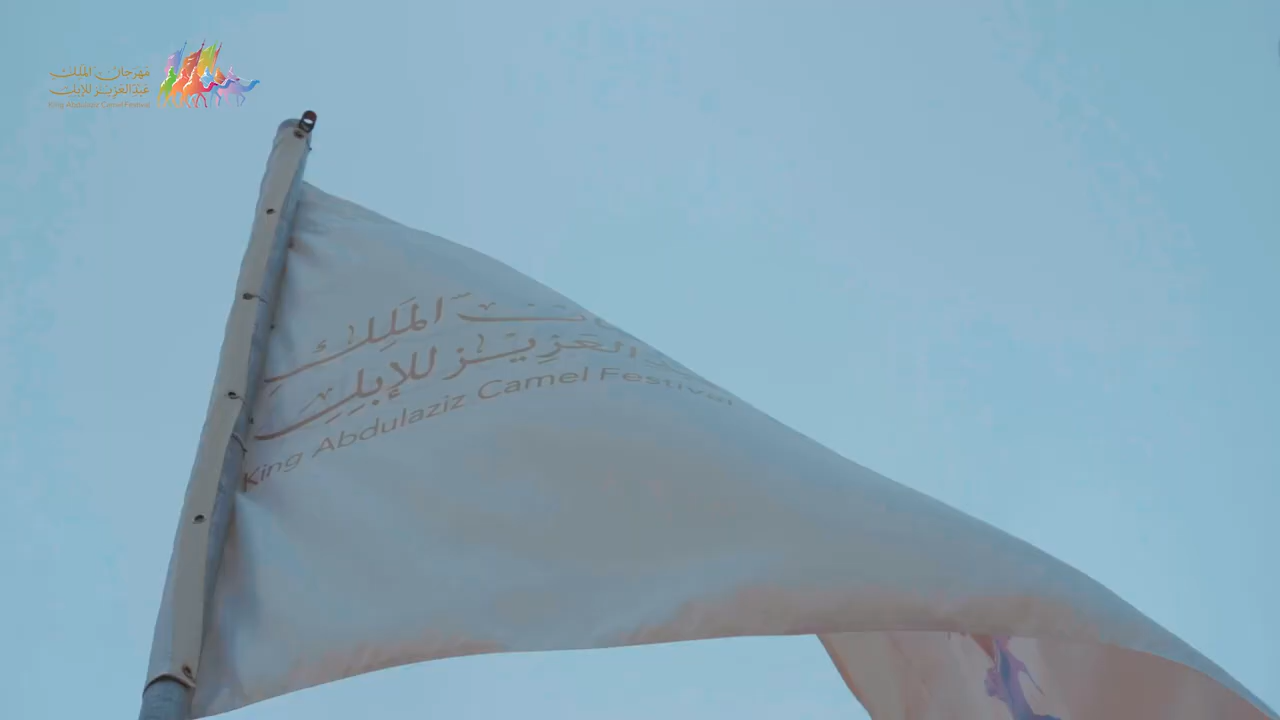 مهرجان الملك
عبدالعزيز للإبل
King Abdulaziz Camel Festival
الملك
العزيز للإبل
King Abdulaziz Camel Festival